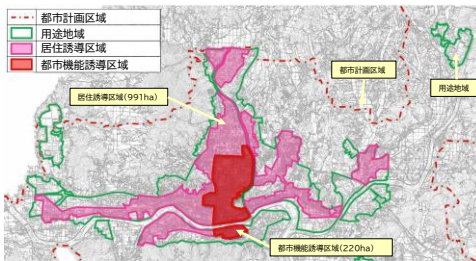 都市計画区域
用途地域
居住誘導区域
都市機能誘導区域
都市計画区域
用途地域
居住誘導区域(991ha)
都市機能誘導区域(220ha)